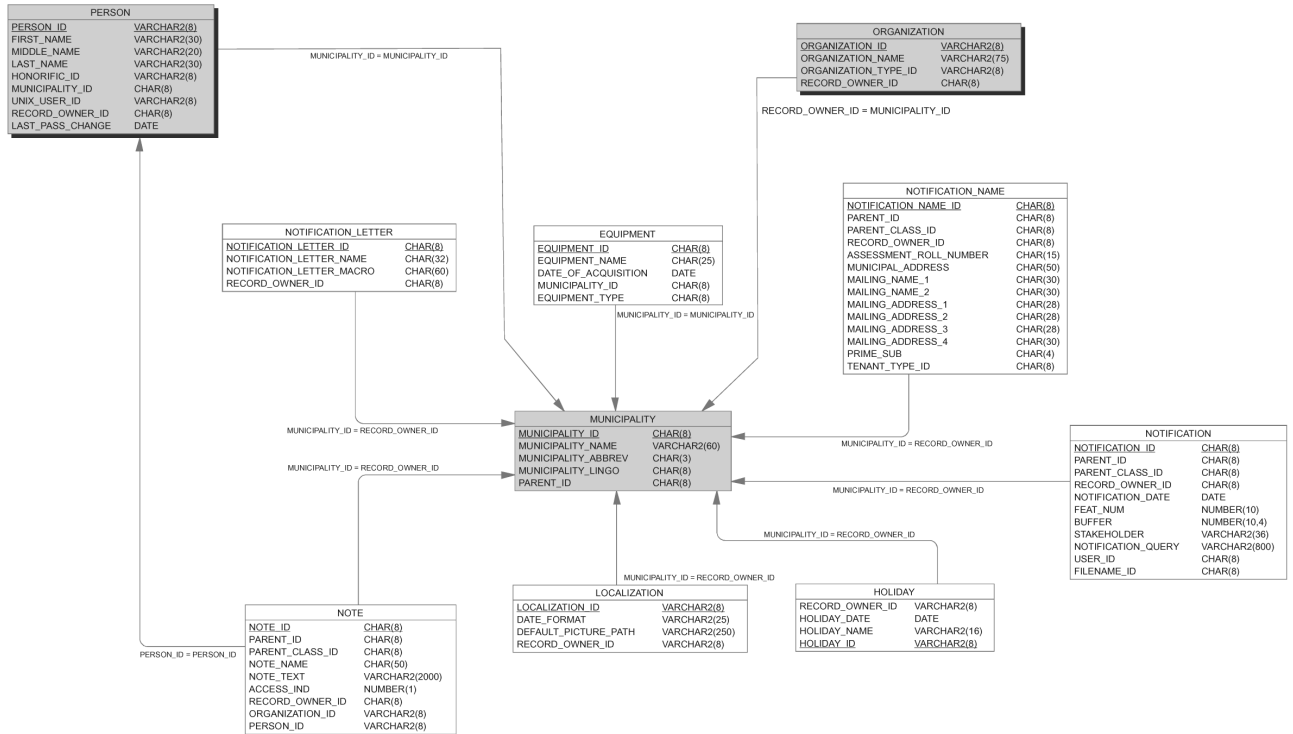 PERSON
PERSON_ID VARCHAR2(8)
FIRST_NAME VARCHAR2(30)
MIDDLE_NAME VARCHAR2(20)
LAST_NAME VARCHAR2(30)
HONORIFIC_ID VARCHAR2(8)
MUNICIPALITY_ID CHAR(8)
UNIX_USER_ID VARCHAR2(8)
RECORD_OWNER_ID CHAR(8)
LAST_PASS_CHANGE DATE
MUNICIPALITY_ID = MUNICIPALITY_ID
ORGANIZATION
ORGANIZATION_ID VARCHAR2(8)
ORGANIZATION_NAME VARCHAR2(75)
ORGANIZATION_TYPE_ID VARCHAR2(8)
RECORD_OWNER_ID CHAR(8)
RECORD_OWNER_ID = MUNICIPALITY_ID
NOTIFICATION_LETTER
NOTIFICATION_LETTER_ID CHAR(8)
NOTIFICATION_LETTER_NAME CHAR(32)
NOTIFICATION_LETTER_MACRO CHAR(60)
RECORD_OWNER_ID CHAR(8)
EQUIPMENT
EQUIPMENT_ID CHAR(8)
EQUIPMENT_NAME CHAR(25)
DATE_OF_ACQUISITION DATE
MUNICIPALITY_ID CHAR(8)
EQUIPMENT_TYPE CHAR(8)
MUNICIPALITY_ID = MUNICIPALITY_ID
NOTIFICATION_NAME
NOTIFICATION_NAME_ID CHAR(8)
PARENT_ID CHAR(8)
PARENT_CLASS_ID CHAR(8)
RECORD_OWNER_ID CHAR(8)
ASSESSMENT_ROLL_NUMBER CHAR(15)
MUNICIPAL_ADDRESS CHAR(50)
MAILING_NAME_1 CHAR(30)
MAILING_NAME_2 CHAR(30)
MAILING_ADDRESS_1 CHAR(28)
MAILING_ADDRESS_2 CHAR(28)
MAILING_ADDRESS_3 CHAR(28)
MAILING_ADDRESS_4 CHAR(30)
PRIME_SUB CHAR(4)
TENANT_TYPE_ID CHAR(8)
MUNICIPALITY_ID = RECORD_OWNER_ID
MUNICIPALITY
MUNICIPALITY_ID CHAR(8)
MUNICIPALITY_NAME VARCHAR2(60)
MUNICIPALITY_ABBREV CHAR(3)
MUNICIPALITY_LINGO CHAR(8)
PARENT_ID CHAR(8)
MUNICIPALITY_ID = RECORD_OWNER_ID
MUNICIPALITY_ID = RECORD_OWNER_ID
NOTIFICATION
NOTIFICATION_ID CHAR(8)
PARENT_ID CHAR(8)
PARENT_CLASS_ID CHAR(8)
RECORD_OWNER_ID CHAR(8)
NOTIFICATION_DATE DATE
FEAT_NUM NUMBER(10)
BUFFER NUMBER(10,4)
STAKEHOLDER VARCHAR2(36)
NOTIFICATION_QUERY VARCHAR2(800)
USER_ID CHAR(8)
FILENAME_ID CHAR(8)
MUNICIPALITY_ID = RECORD_OWNER_ID
MUNICIPALITY_ID = RECORD_OWNER_ID
MUNICIPALITY_ID = RECORD_OWNER_ID
LOCALIZATION
LOCALIZATION_ID VARCHAR2(8)
DATE_FORMAT VARCHAR2(25)
DEFAULT_PICTURE_PATH VARCHAR2(250)
RECORD_OWNER_ID VARCHAR2(8)
HOLIDAY
RECORD_OWNER_ID VARCHAR2(8)
HOLIDAY_DATE DATE
HOLIDAY_NAME VARCHAR2(16)
HOLIDAY_ID VARCHAR2(8)
NOTE
NOTE_ID CHAR(8)
PARENT_ID CHAR(8)
PARENT_CLASS_ID CHAR(8)
NOTE_NAME CHAR(50)
NOTE_TEXT VARCHAR2(2000)
ACCESS_IND NUMBER(1)
RECORD_OWNER_ID CHAR(8)
ORGANIZATION_ID VARCHAR2(8)
PERSON_ID VARCHAR2(8)
PERSON_ID = PERSON_ID